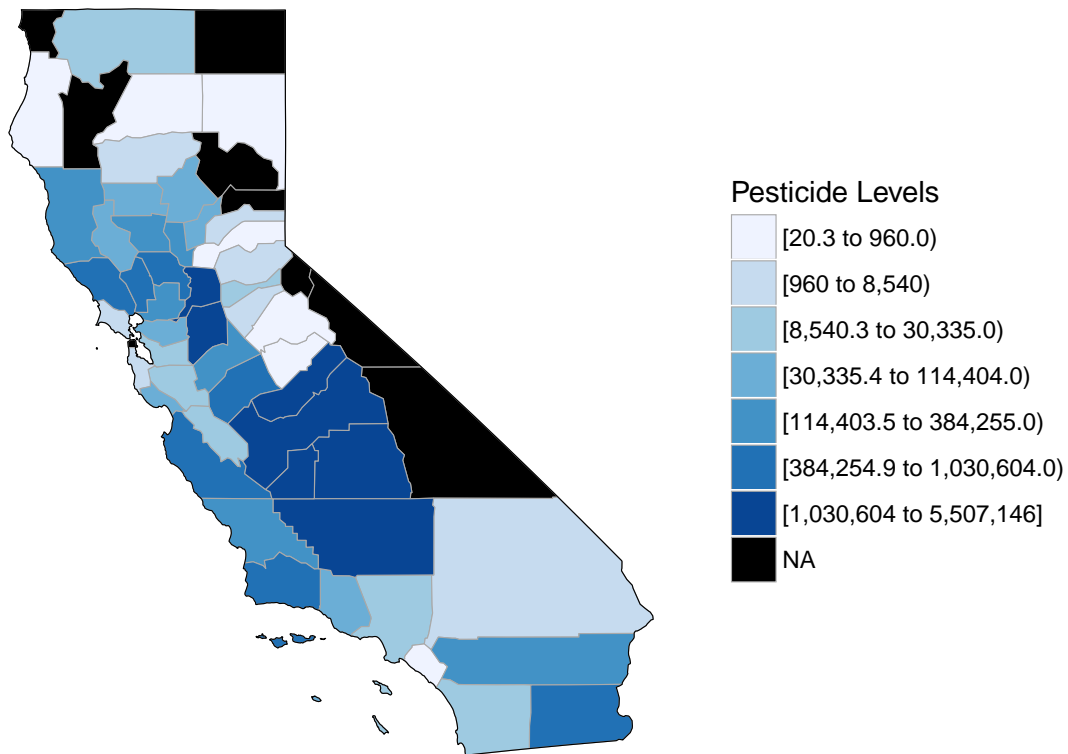 Pesticide Levels
[20.3 to 960.0)
[960 to 8,540)
[8,540.3 to 30,335.0)
[30,335.4 to 114,404.0)
[114,403.5 to 384,255.0)
[384,254.9 to 1,030,604.0)
[1,030,604 to 5,507,146]
NA